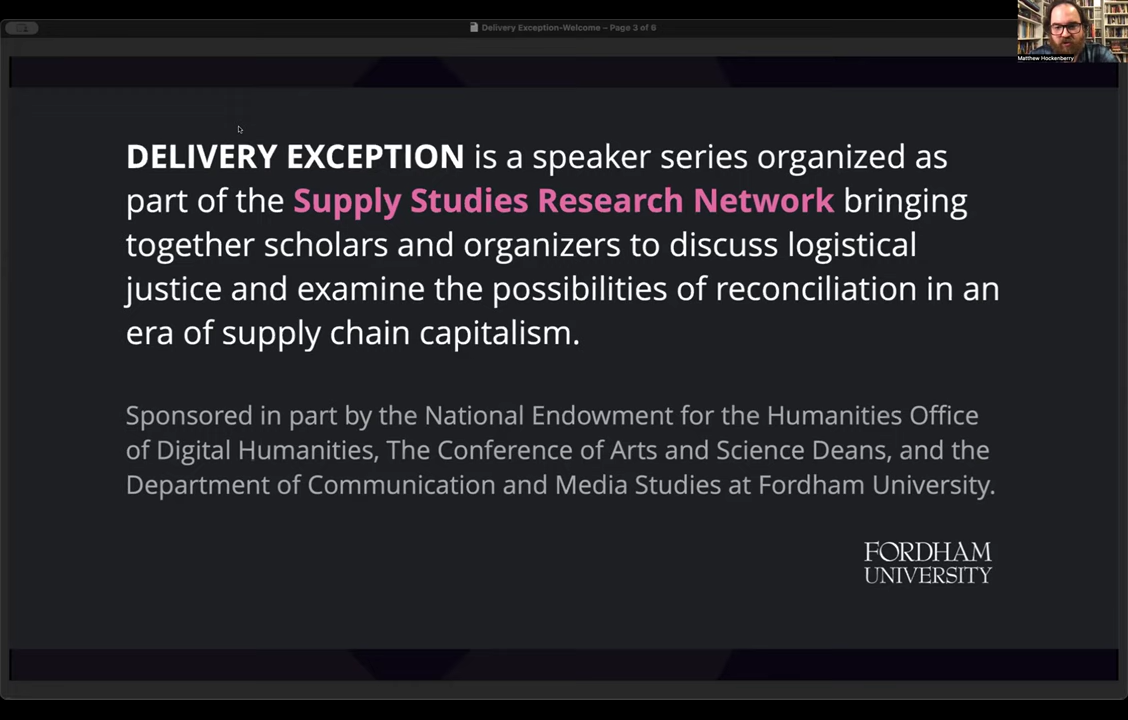 Delivery Exception-Welcome – Page 3 of 6
Matthew Hockenberry
DELIVERY EXCEPTION is a speaker series organized as
part of the Supply Studies Research Network bringing
together scholars and organizers to discuss logistical
justice and examine the possibilities of reconciliation in an
era of supply chain capitalism.
Sponsored in part by the National Endowment for the Humanities Office
of Digital Humanities, The Conference of Arts and Science Deans, and the
Department of Communication and Media Studies at Fordham University.
FORDHAM
UNIVERSITY